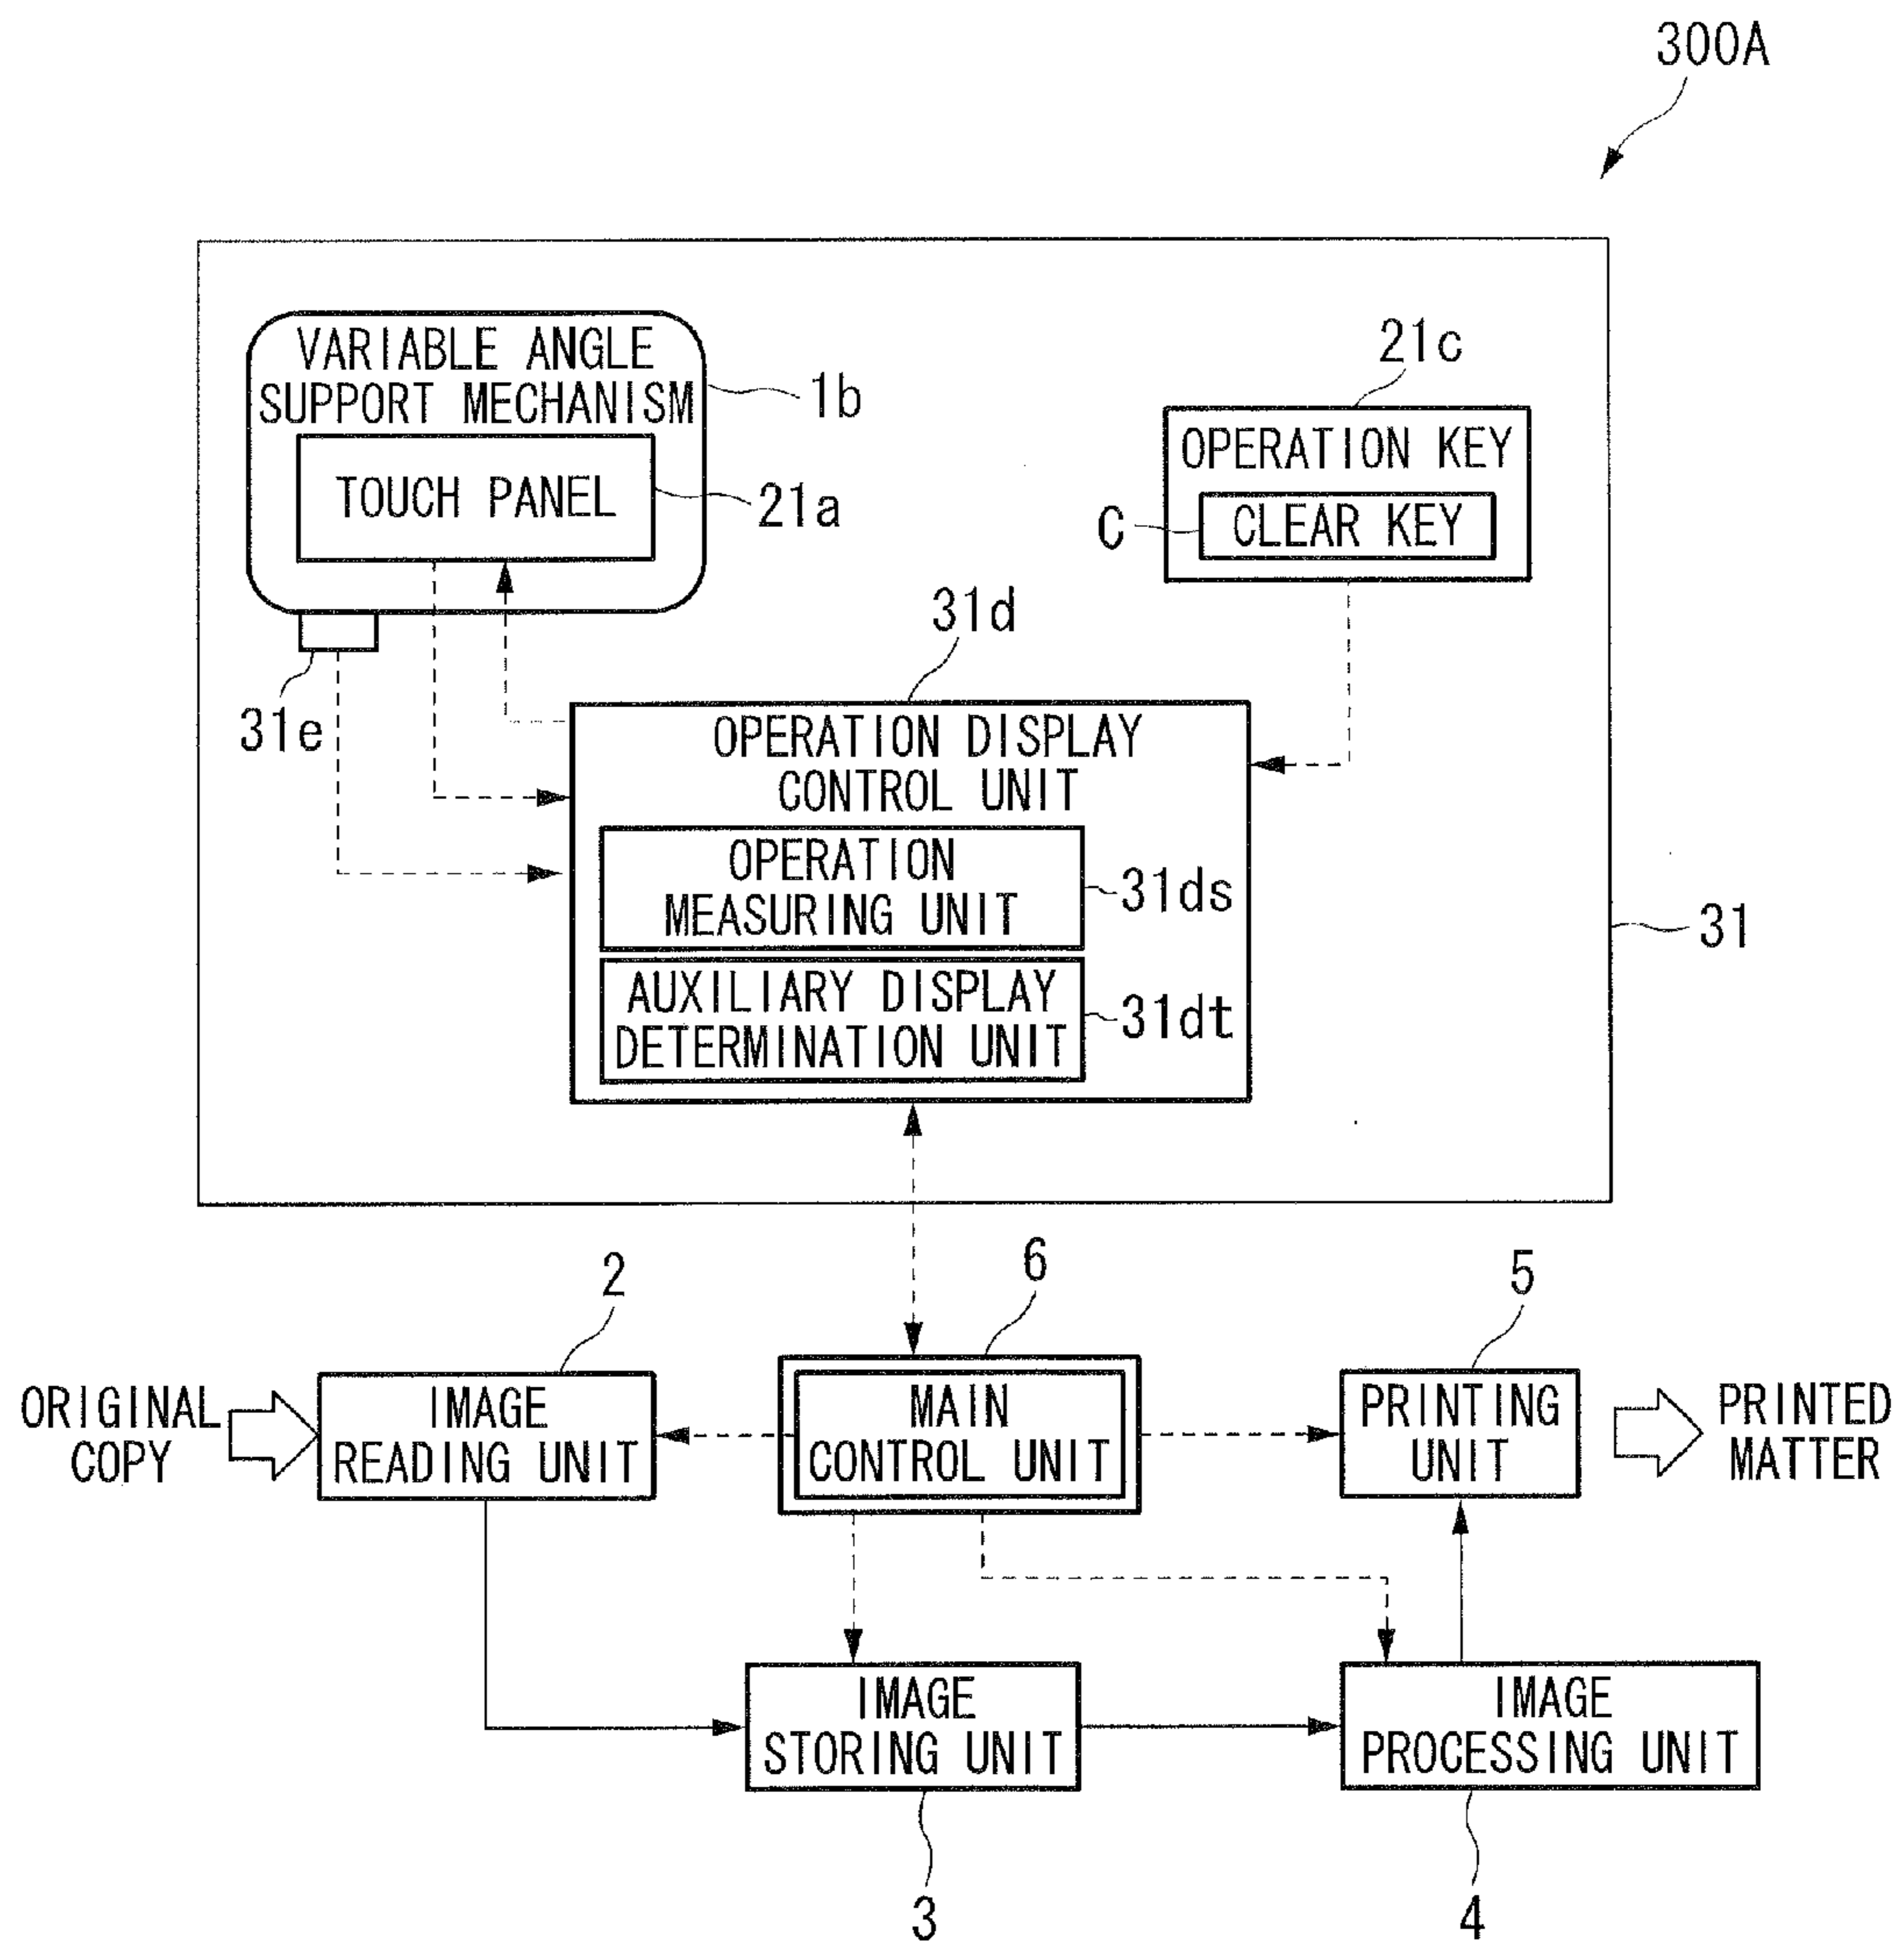 300A
VARIABLE ANGLE
SUPPORT MECHANISM
1b
TOUCH PANEL
21a
21c
OPERATION KEY
C
CLEAR KEY
31e
31d
OPERATION DISPLAY
CONTROL UNIT
OPERATION
MEASURING UNIT
31ds
AUXILIARY DISPLAY
DETERMINATION UNIT
31dt
31
2
6
5
ORIGINAL
COPY
IMAGE
READING UNIT
MAIN
CONTROL UNIT
PRINTING
UNIT
PRINTED
MATTER
IMAGE
STORING UNIT
IMAGE
PROCESSING UNIT
3
4